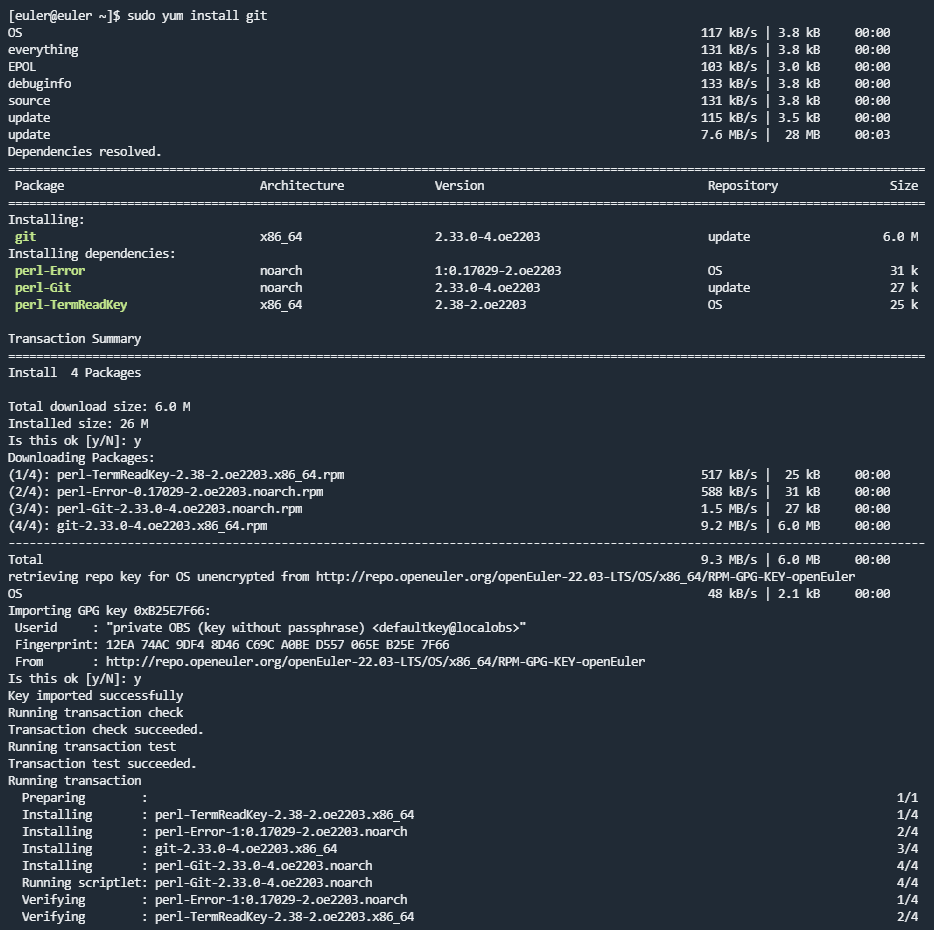 [euler@euler ~]$ sudo yum install git
OS 117 kB/s | 3.8 kB 00:00
everything 131 kB/s | 3.8 kB 00:00
EPOL 103 kB/s | 3.0 kB 00:00
debuginfo 133 kB/s | 3.8 kB 00:00
source 131 kB/s | 3.8 kB 00:00
update 115 kB/s | 3.5 kB 00:00
update 7.6 MB/s | 28 MB 00:03
Dependencies resolved.
Package Architecture Version Repository Size
Installing:
git x86_64 2.33.0-4.oe2203 update 6.0 M
Installing dependencies:
perl-Error noarch 1:0.17029-2.oe2203 OS 31 k
perl-Git noarch 2.33.0-4.oe2203 update 27 k
perl-TermReadKey x86_64 2.38-2.oe2203 OS 25 k
Transaction Summary
Install 4 Packages
Total download size: 6.0 M
Installed size: 26 M
Is this ok [y/N]: y
Downloading Packages:
(1/4): perl-TermReadKey-2.38-2.oe2203.x86_64.rpm 517 kB/s | 25 kB 00:00
(2/4): perl-Error-0.17029-2.oe2203.noarch.rpm 588 kB/s | 31 kB 00:00
(3/4): perl-Git-2.33.0-4.oe2203.noarch.rpm 1.5 MB/s | 27 kB 00:00
(4/4): git-2.33.0-4.oe2203.x86_64.rpm 9.2 MB/s | 6.0 MB 00:00
Total 9.3 MB/s | 6.0 MB 00:00
retrieving repo key for OS unencrypted from http://repo.openeuler.org/openEuler-22.03-LTS/OS/x86_64/RPM-GPG-KEY-openEuler
OS 48 kB/s | 2.1 kB 00:00
Importing GPG key 0xB25E7F66:
Userid : "private OBS (key without passphrase) <defaultkey@localobs>"
Fingerprint: 12EA 74AC 9DF4 8D46 C69C A0BE D557 065E B25E 7F66
From : http://repo.openeuler.org/openEuler-22.03-LTS/OS/x86_64/RPM-GPG-KEY-openEuler
Is this ok [y/N]: y
Key imported successfully
Running transaction check
Transaction check succeeded.
Running transaction test
Transaction test succeeded.
Running transaction
Preparing : 1/1
Installing : perl-TermReadKey-2.38-2.oe2203.x86_64 1/4
Installing : perl-Error-1:0.17029-2.oe2203.noarch 2/4
Installing : git-2.33.0-4.oe2203.x86_64 3/4
Installing : perl-Git-2.33.0-4.oe2203.noarch 4/4
Running scriptlet: perl-Git-2.33.0-4.oe2203.noarch 4/4
Verifying : perl-Error-1:0.17029-2.oe2203.noarch 1/4
Verifying : perl-TermReadKey-2.38-2.oe2203.x86_64 2/4